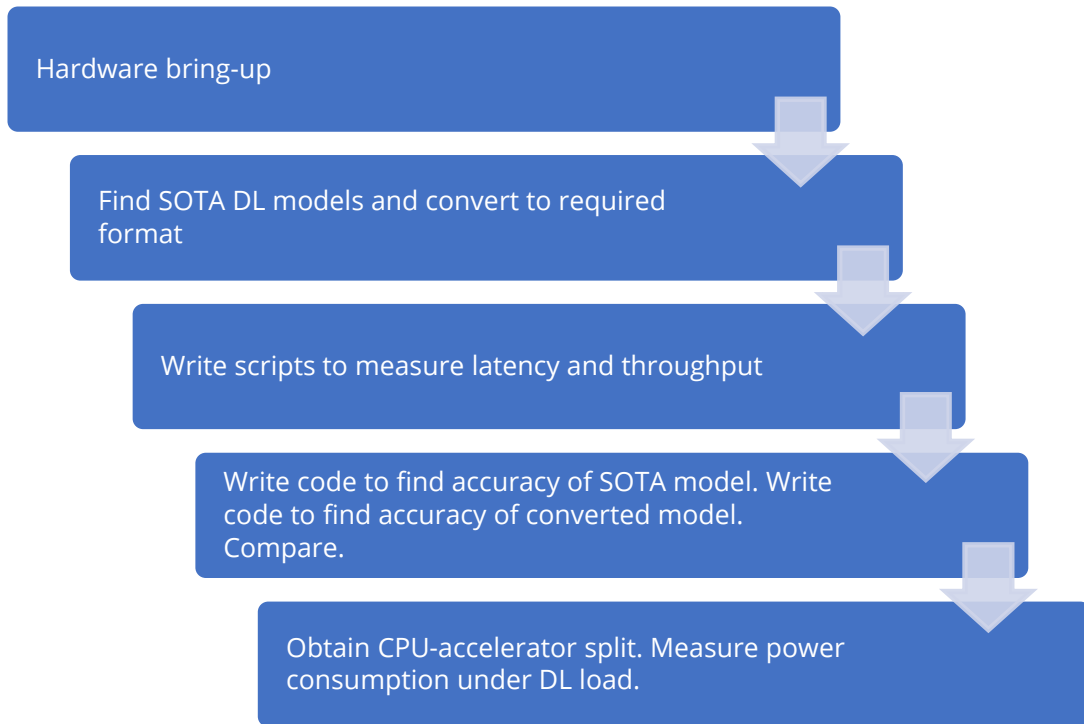 Hardware bring-up
Find SOTA DL models and convert to required
format
Write scripts to measure latency and throughput
Write code to find accuracy of SOTA model. Write
code to find accuracy of converted model.
Compare.
Obtain CPU-accelerator split. Measure power
consumption under DL load.